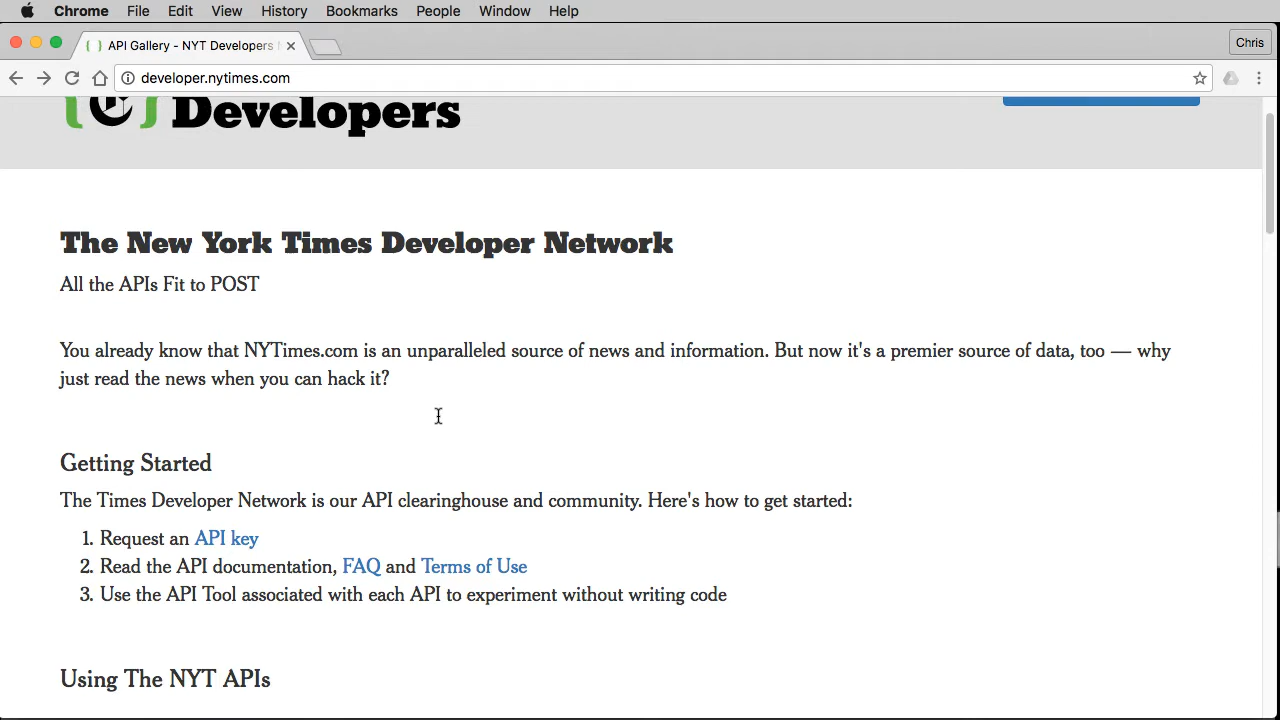 Chrome File Edit View History Bookmarks People Window Help
API Gallery - NYT Developers
Chris
developer.nytimes.com
Developers
The New York Times Developer Network
All the APIs Fit to POST
You already know that NYTimes.com is an unparalleled source of news and information. But now it's a premier source of data, too — why
just read the news when you can hack it?
Getting Started
The Times Developer Network is our API clearinghouse and community. Here's how to get started:
1. Request an API key
2. Read the API documentation, FAQ and Terms of Use
3. Use the API Tool associated with each API to experiment without writing code
Using The NYT APIs